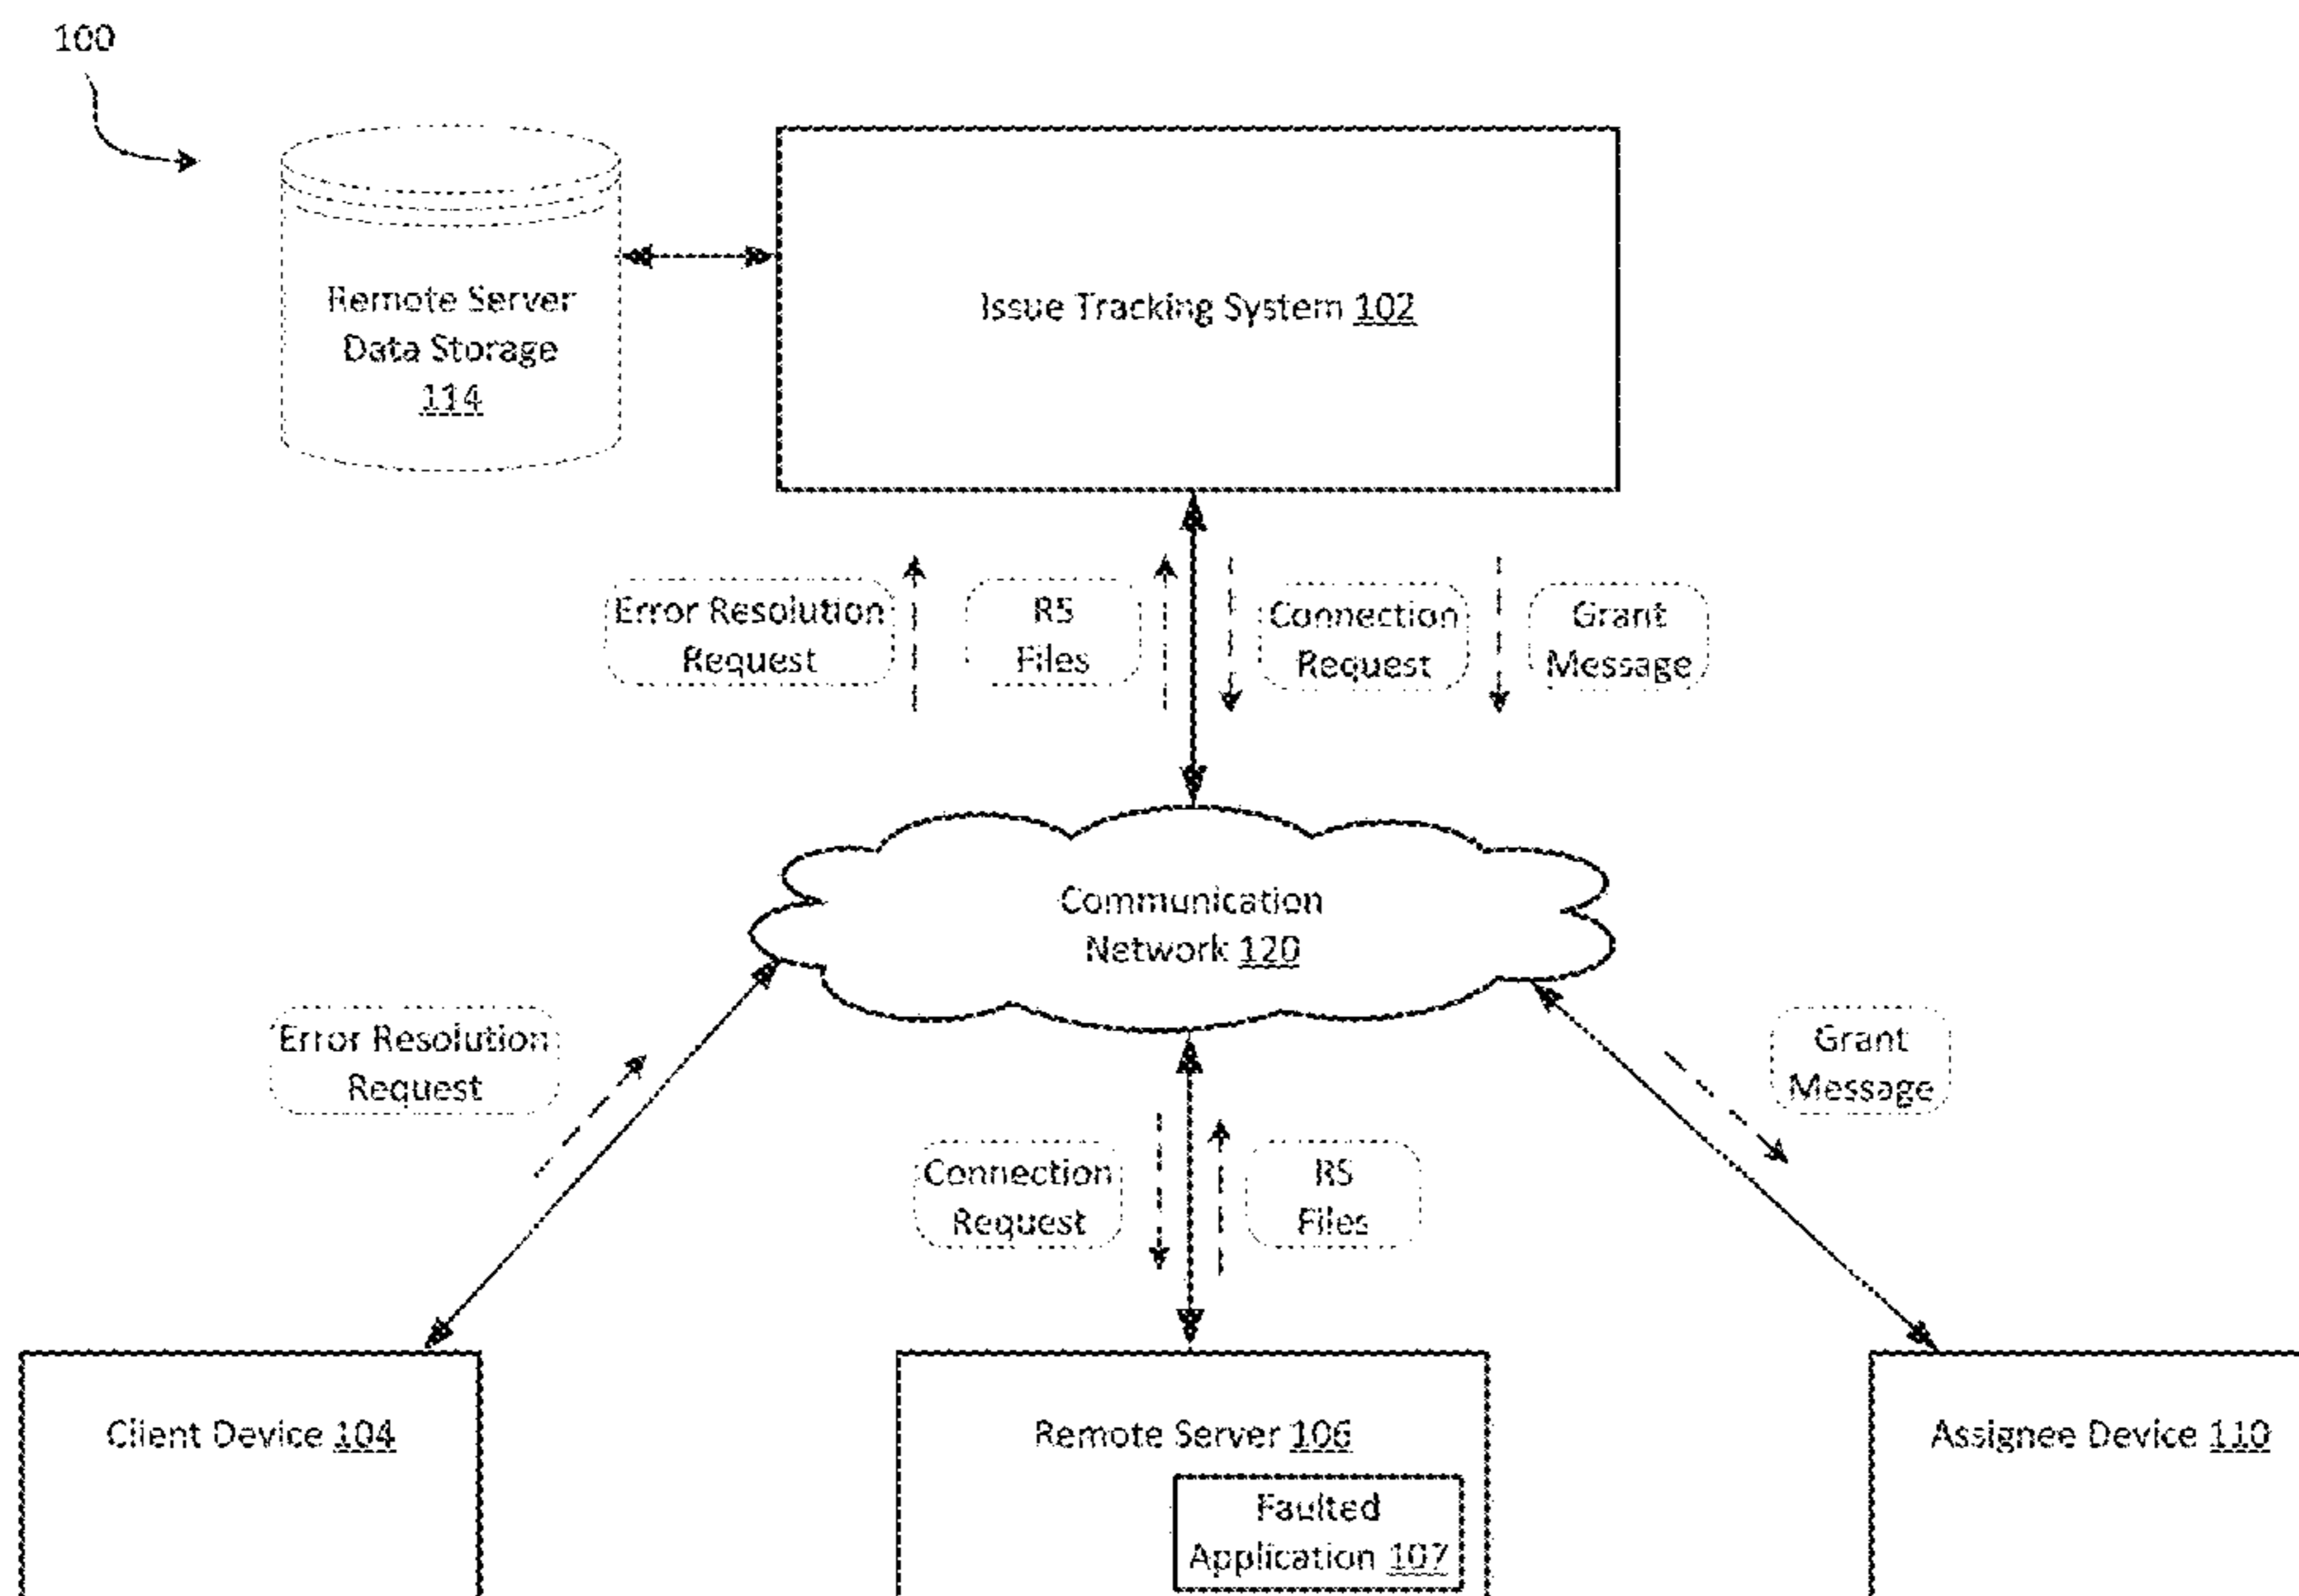 100
Remote Server
Data Storage
114
Issue Tracking System 102
Error Resolution
Request
RS
Files
Connection
Request
Grant
Message
Communication
Network 120
Error Resolution
Request
Connection
Request
RS
Files
Grant
Message
Client Device 104
Remote Server 106
Faulted
Application 107
Assignee Device 110